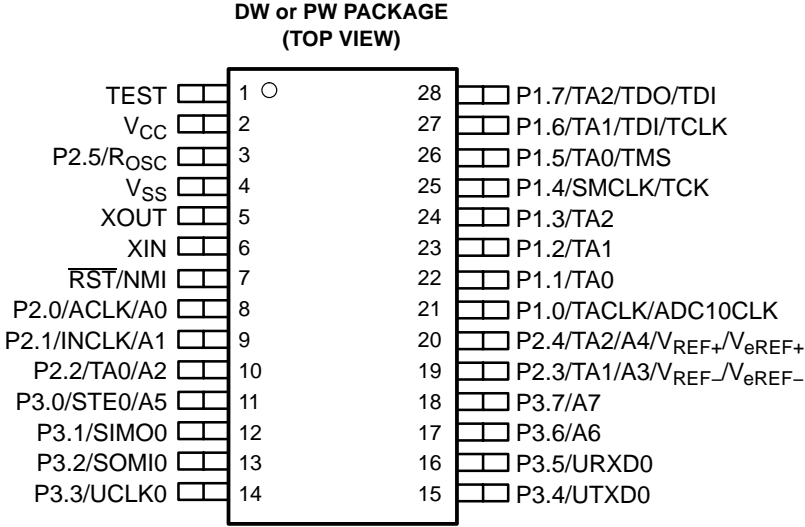 DW or PW PACKAGE
(TOP VIEW)
TEST 1 28 P1.7/TA2/TDO/TDI
VCC 2 27 P1.6/TA1/TDI/TCLK
P2.5/ROSC 3 26 P1.5/TA0/TMS
VSS 4 25 P1.4/SMCLK/TCK
XOUT 5 24 P1.3/TA2
XIN 6 23 P1.2/TA1
RST/NMI 7 22 P1.1/TA0
P2.0/ACLK/A0 8 21 P1.0/TACLK/ADC10CLK
P2.1/INCLK/A1 9 20 P2.4/TA2/A4/VREF+/VeREF+
P2.2/TA0/A2 10 19 P2.3/TA1/A3/VREF−/VeREF−
P3.0/STE0/A5 11 18 P3.7/A7
P3.1/SIMO0 12 17 P3.6/A6
P3.2/SOMI0 13 16 P3.5/URXD0
P3.3/UCLK0 14 15 P3.4/UTXD0